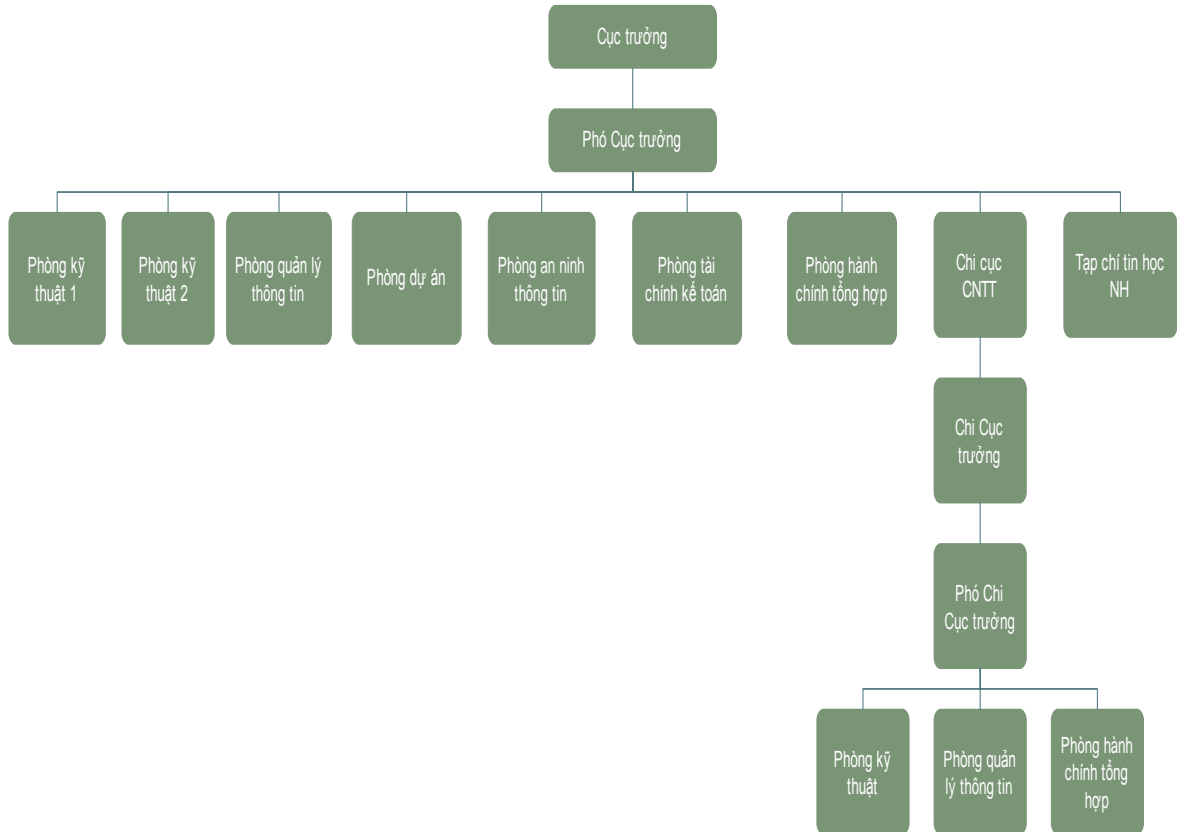 Cục trưởng
Phó Cục trưởng
Phòng kỹ
thuật 1
Phòng kỹ
thuật 2
Phòng quản lý
thông tin
Phòng dự án
Phòng an ninh
thông tin
Phòng tài
chính kế toán
Phòng hành
chính tổng hợp
Chi cục
CNTT
Tạp chí tin học
NH
Chi Cục
trưởng
Phó Chi
Cục trưởng
Phòng kỹ
thuật
Phòng quản
lý thông tin
Phòng hành
chính tổng
hợp